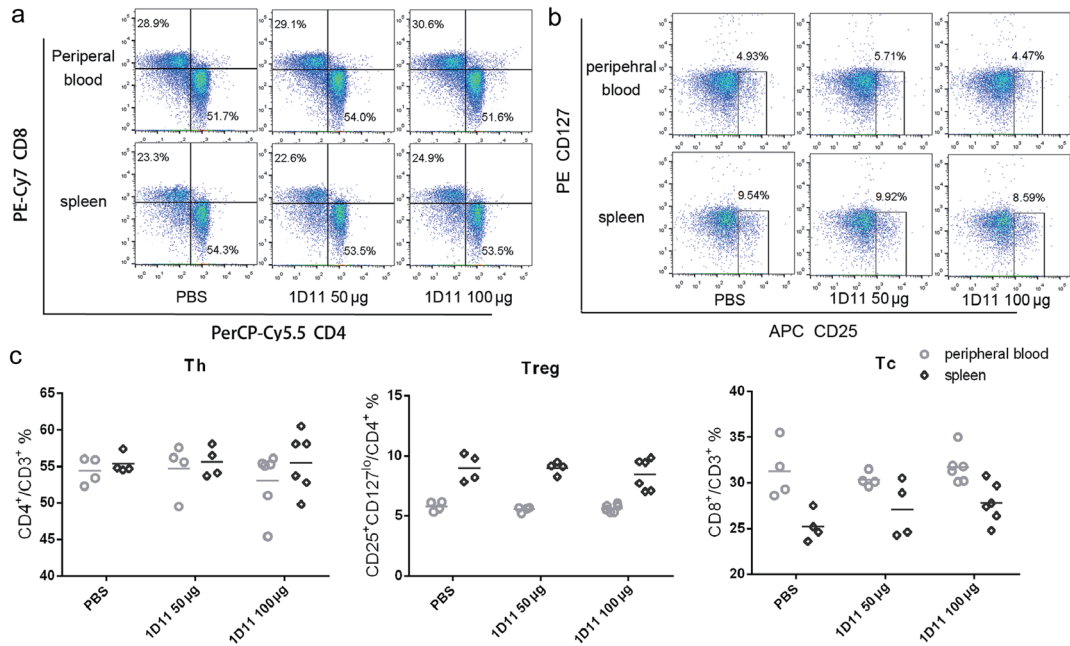 a
28.9%
29.1%
30.6%
Periperal
blood
51.7%
54.0%
51.6%
23.3%
22.6%
24.9%
spleen
54.3%
53.5%
53.5%
PE-Cy7 CD8
PBS
1D11 50 µg
1D11 100 µg
PerCP-Cy5.5 CD4
b
4.93%
5.71%
4.47%
peripehral
blood
9.54%
9.92%
8.59%
spleen
PE CD127
PBS
1D11 50 µg
1D11 100 µg
APC CD25
c
peripheral blood
spleen
Th
CD4⁺/CD3⁺ %
65
60
55
50
45
40
PBS
1D11 50 µg
1D11 100 µg
Treg
CD25⁺CD127ˡᵒ/CD4⁺ %
15
10
5
0
PBS
1D11 50 µg
1D11 100 µg
Tc
CD8⁺/CD3⁺ %
40
35
30
25
20
PBS
1D11 50 µg
1D11 100 µg